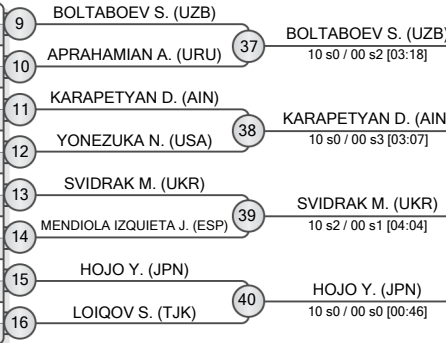 9 BOLTABOEV S. (UZB)
10 APRAHAMIAN A. (URU)
37 BOLTABOEV S. (UZB)
10 s0 / 00 s2 [03:18]
11 KARAPETYAN D. (AIN)
12 YONEZUKA N. (USA)
38 KARAPETYAN D. (AIN
10 s0 / 00 s3 [03:07]
13 SVIDRAK M. (UKR)
14 MENDIOLA IZQUIETA J. (ESP)
39 SVIDRAK M. (UKR)
10 s2 / 00 s1 [04:04]
15 HOJO Y. (JPN)
16 LOIQOV S. (TJK)
40 HOJO Y. (JPN)
10 s0 / 00 s0 [00:46]